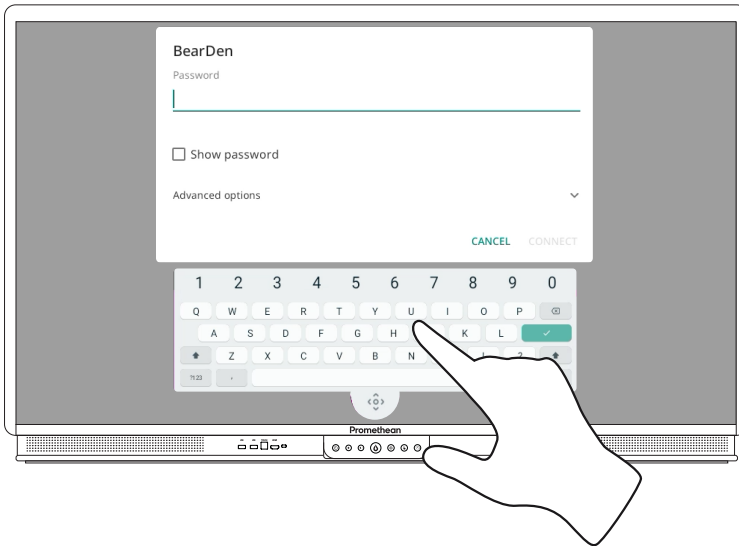 BearDen
Password
Show password
Advanced options
CANCEL CONNECT
1 2 3 4 5 6 7 8 9 0
Q W E R T Y U I O P
A S D F G H K L
Z X C V B N
?123 ,
Promethean